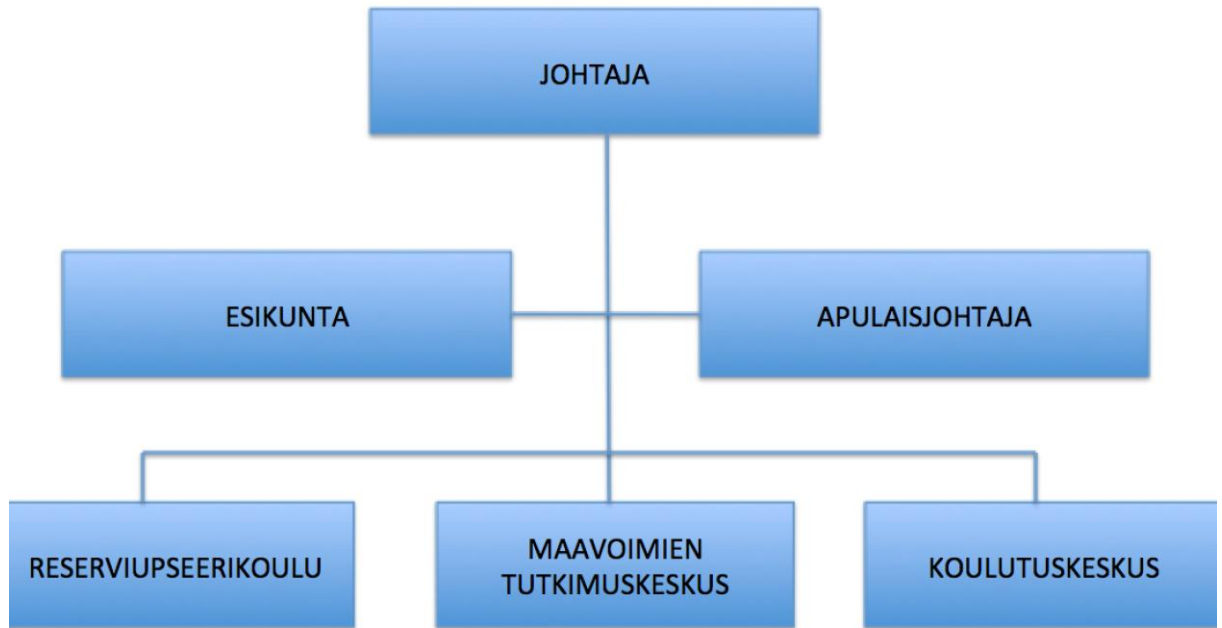 JOHTAJA
ESIKUNTA
APULAISJOHTAJA
RESERVIUPSEERIKOULU
MAAVOIMIEN
TUTKIMUSKESKUS
KOULUTUSKESKUS